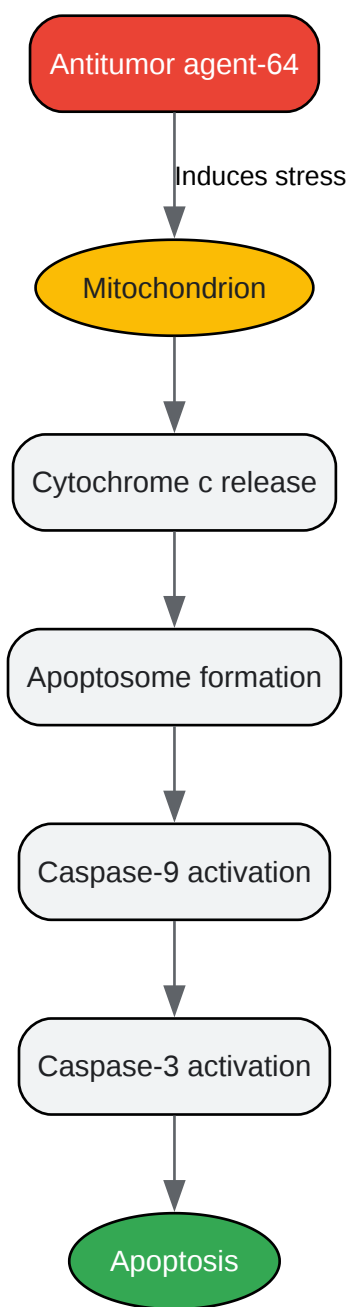 Antitumor agent-64
Induces stress
Mitochondrion
Cytochrome c release
Apoptosome formation
Caspase-9 activation
Caspase-3 activation
Apoptosis